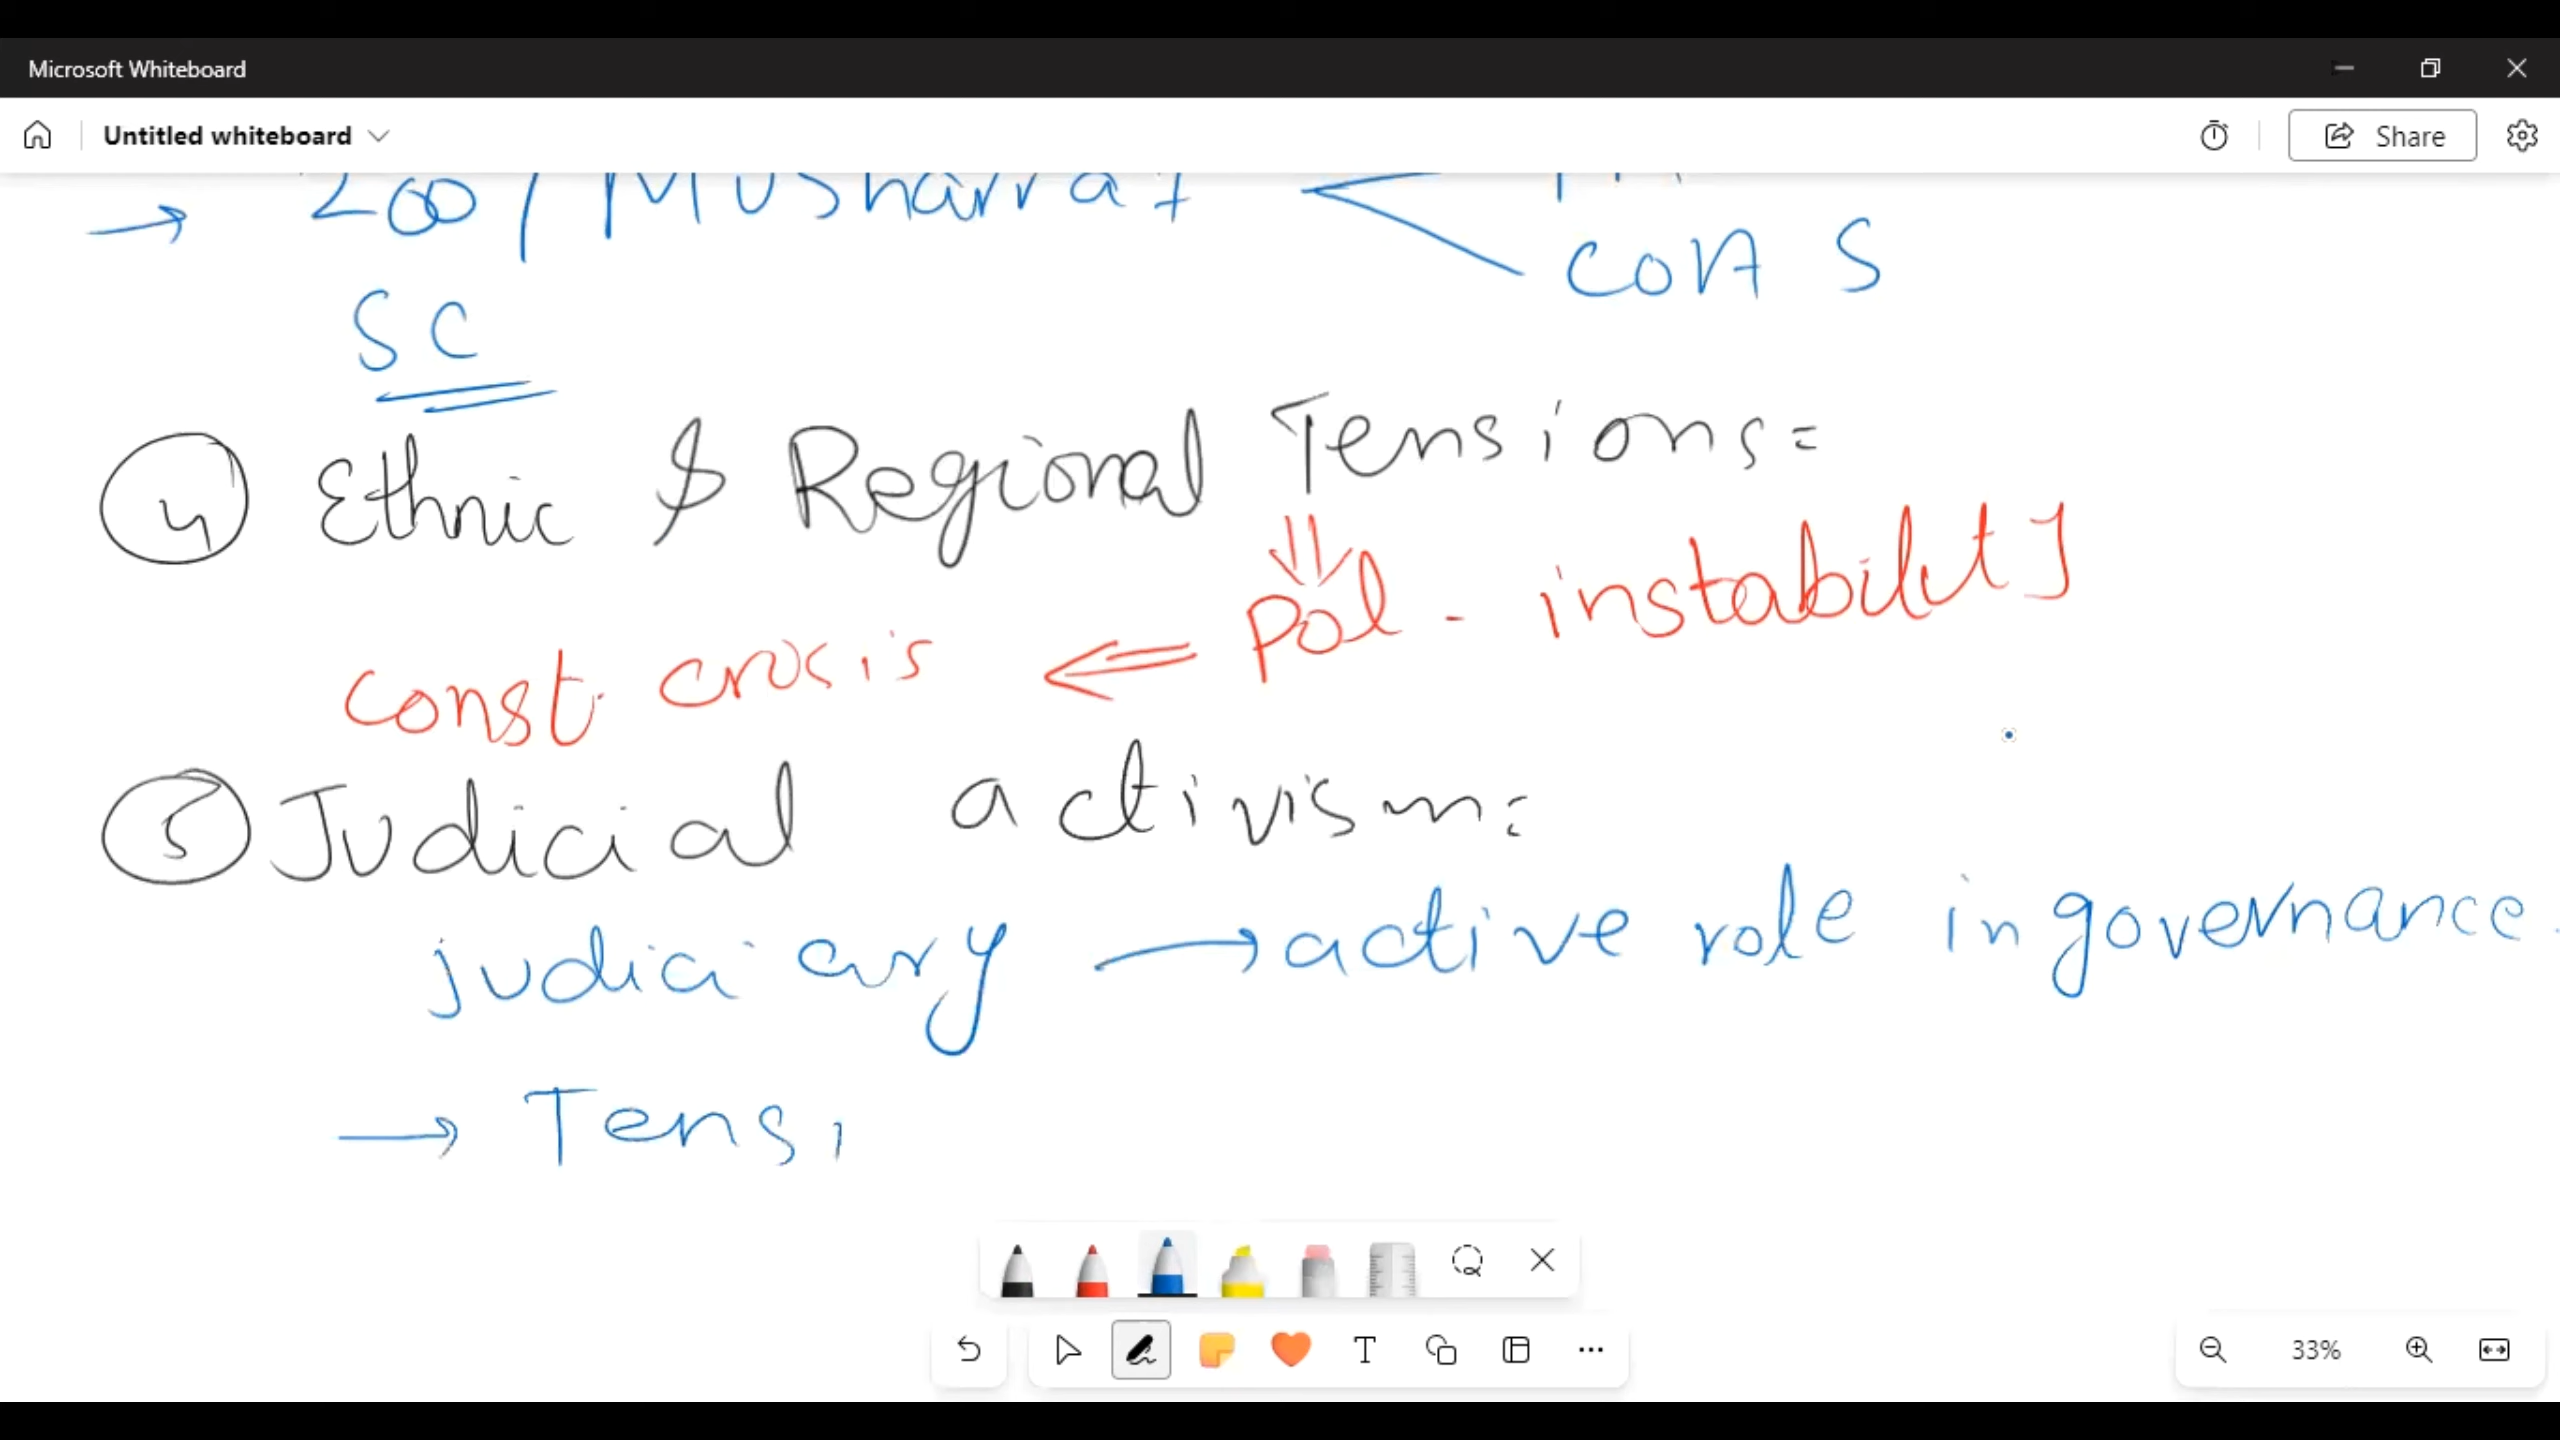 Microsoft Whiteboard
Untitled whiteboard
Share
→ 2007 Musharraf
con s
SC
④ Ethnic & Regional Tensions=
Pol - instability
const. crisis ⇐
⑤ Judicial activism:
judiciary → active role in governance.
→ Tensi
33%